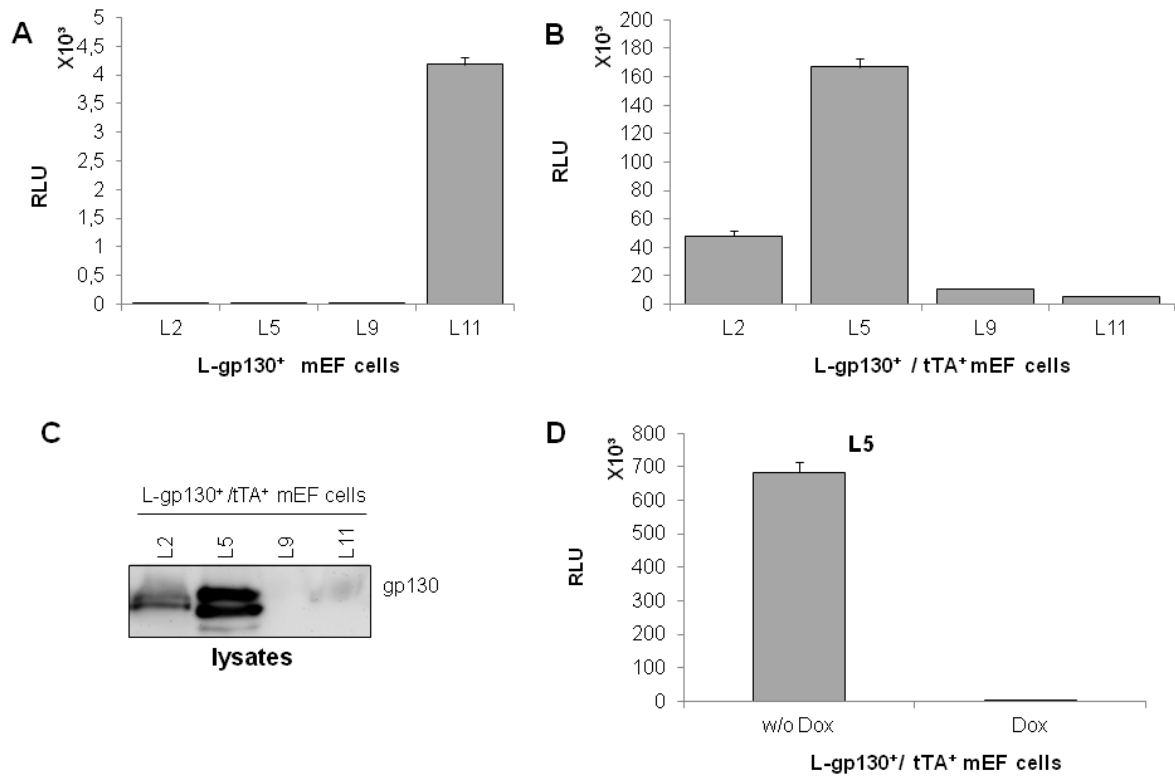 A
X10³
RLU
5
4,5
4
3,5
3
2,5
2
1,5
1
0,5
0
L2 L5 L9 L11
L-gp130⁺ mEF cells
B
X10³
RLU
200
180
160
140
120
100
80
60
40
20
0
L2 L5 L9 L11
L-gp130⁺ / tTA⁺ mEF cells
C
L-gp130⁺ /tTA⁺ mEF cells
L2 L5 L9 L11
gp130
lysates
D
L5
X10³
RLU
800
700
600
500
400
300
200
100
0
w/o Dox Dox
L-gp130⁺/ tTA⁺ mEF cells